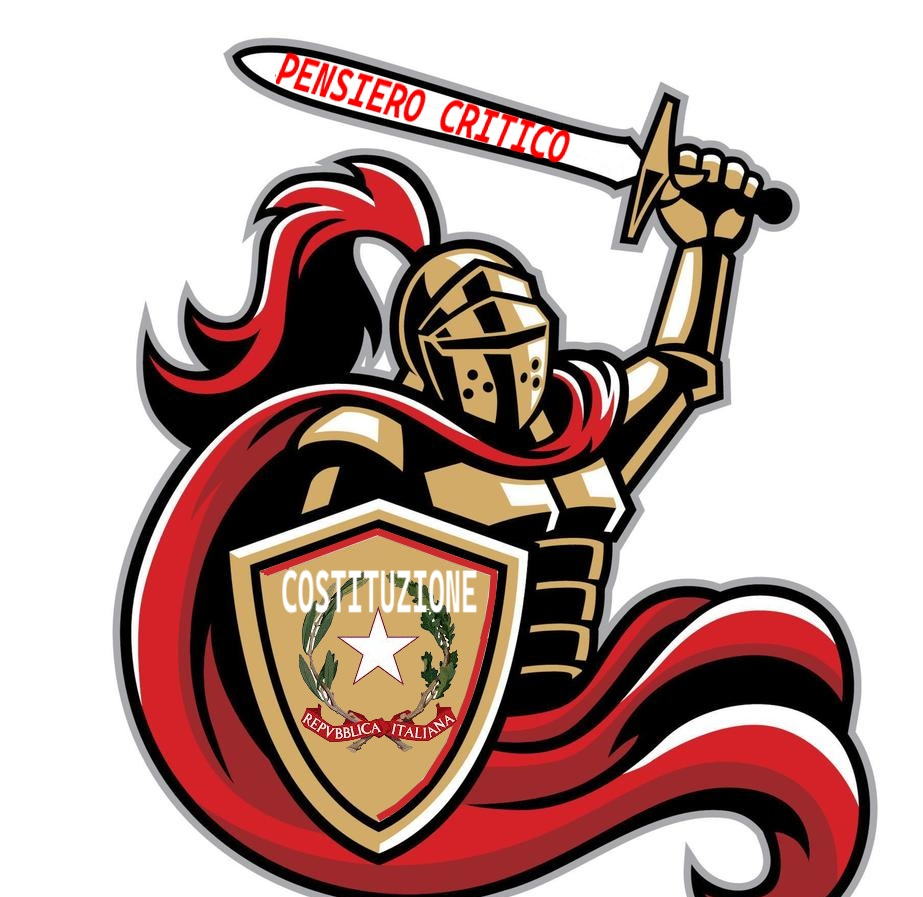 PENSIERO CRITICO
COSTITUZIONE
REPVBBLICA ITALIANA